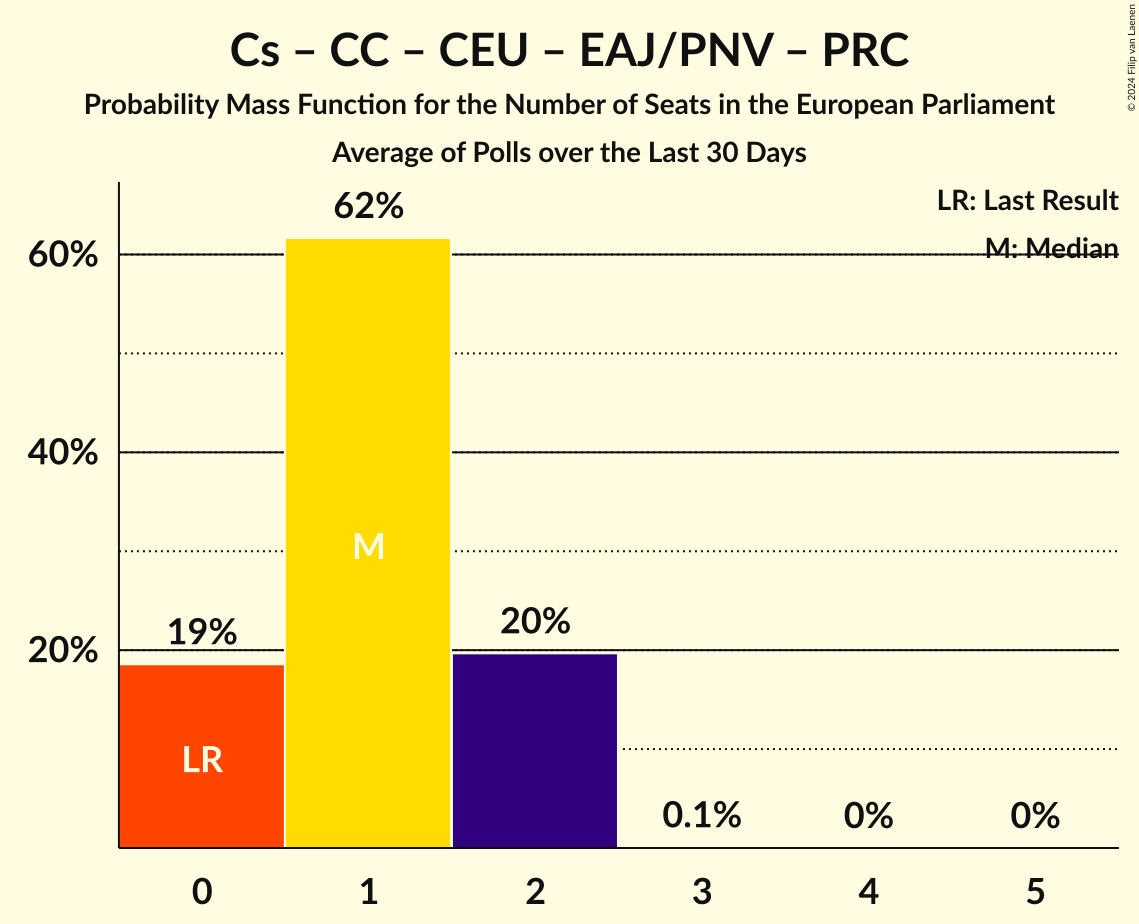 Cs – CC – CEU – EAJ/PNV – PRC
Probability Mass Function for the Number of Seats in the European Parliament
Average of Polls over the Last 30 Days
© 2024 Filip van Laenen
LR: Last Result
M: Median
62%
60%
40%
M
20%
19%
20%
LR
0.1%
0%
0%
0 1 2 3 4 5